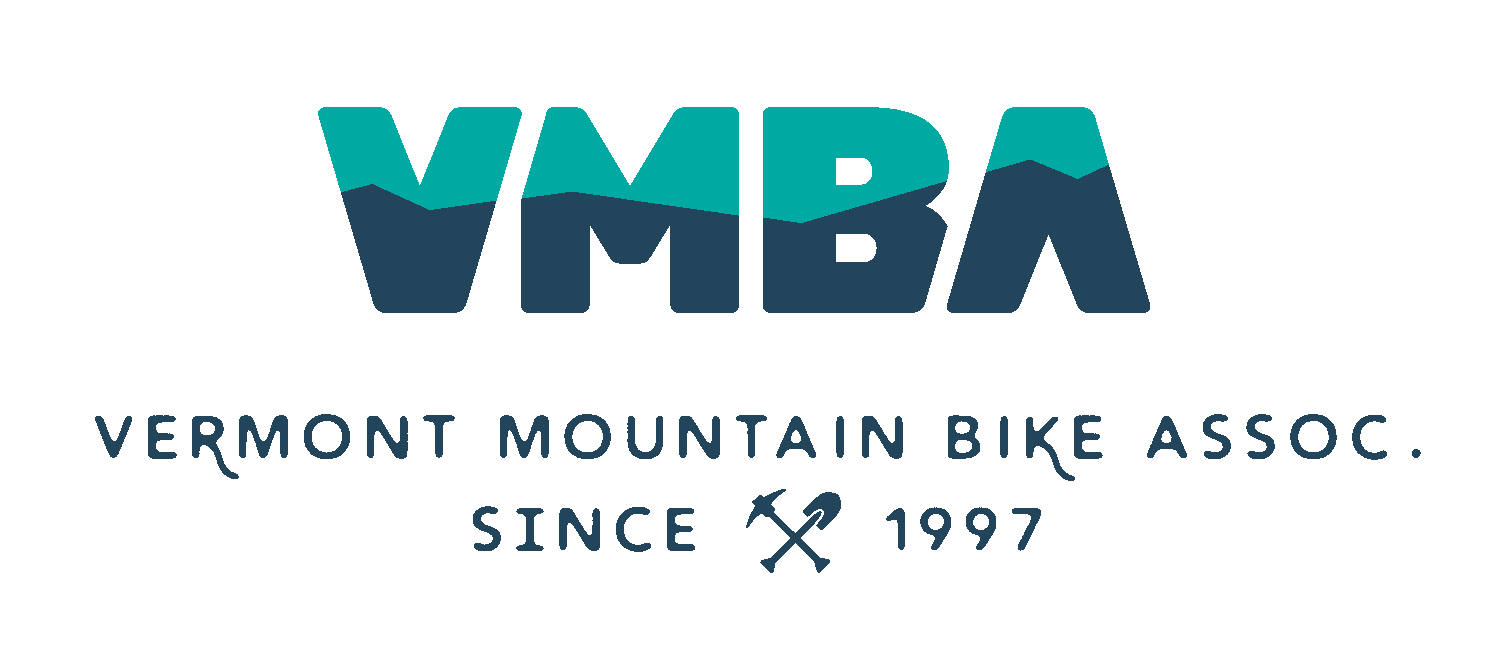 VMBA
VERMONT MOUNTAIN BIKE ASSOC.
SINCE 1997